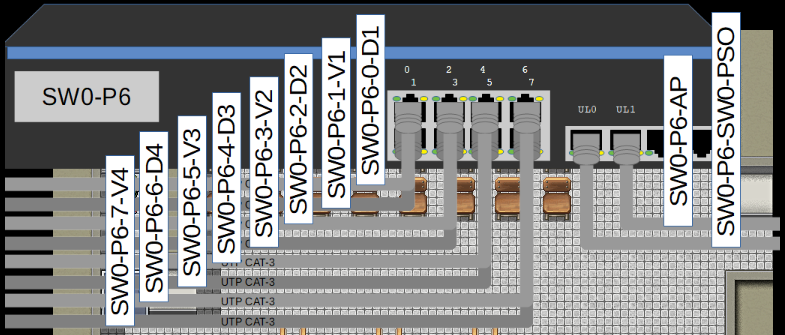 SW0-P6
0 2 4 6
1 3 5 7
UL0 UL1
SW0-P6-7-V4
SW0-P6-6-D4
SW0-P6-5-V3
SW0-P6-4-D3
SW0-P6-3-V2
SW0-P6-2-D2
SW0-P6-1-V1
SW0-P6-0-D1
SW0-P6-AP
SW0-P6-SW0-PSO
UTP CAT-3
UTP CAT-3
UTP CAT-3
UTP CAT-3